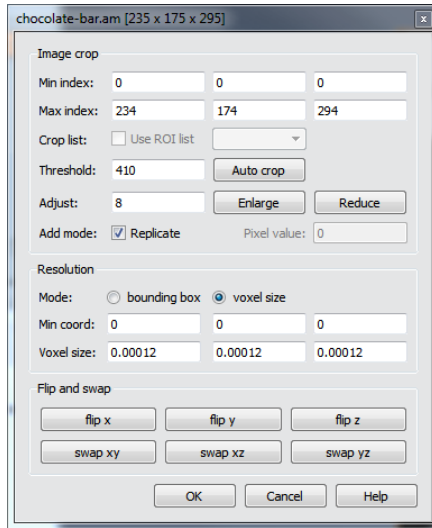 chocolate-bar.am [235 x 175 x 295] x
Image crop
Min index: 0 0 0
Max index: 234 174 294
Crop list: Use ROI list
Threshold: 410 Auto crop
Adjust: 8 Enlarge Reduce
Add mode: Replicate Pixel value: 0
Resolution
Mode: bounding box voxel size
Min coord: 0 0 0
Voxel size: 0.00012 0.00012 0.00012
Flip and swap
flip x flip y flip z
swap xy swap xz swap yz
OK Cancel Help